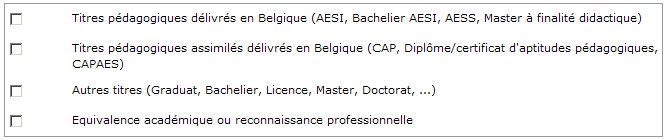 Titres pédagogiques délivrés en Belgique (AESI, Bachelier AESI, AESS, Master à finalité didactique)
Titres pédagogiques assimilés délivrés en Belgique (CAP, Diplôme/certificat d'aptitudes pédagogiques,
CAPAES)
Autres titres (Graduat, Bachelier, Licence, Master, Doctorat, ...)
Equivalence académique ou reconnaissance professionnelle